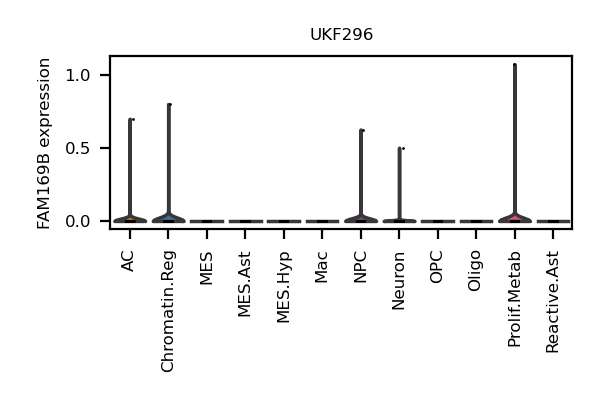 UKF296
FAM169B expression
1.0
0.5
0.0
AC
Chromatin.Reg
MES
MES.Ast
MES.Hyp
Mac
NPC
Neuron
OPC
Oligo
Prolif.Metab
Reactive.Ast